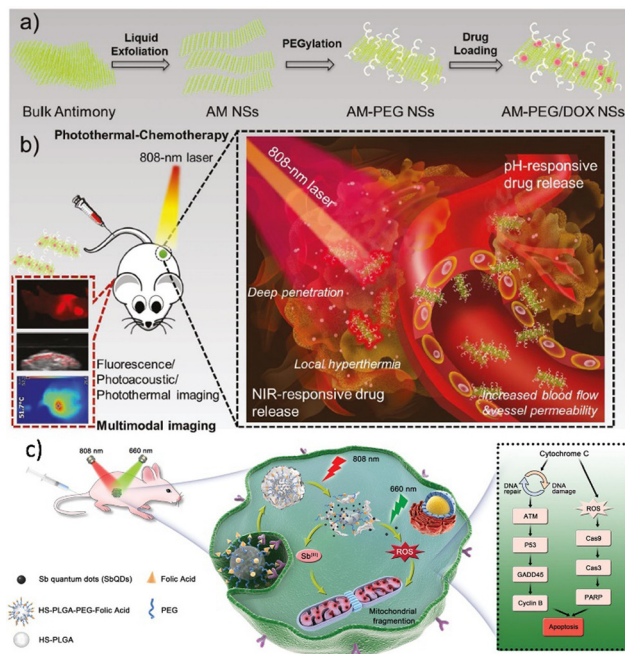 a)
Liquid
Exfoliation
PEGylation
Drug
Loading
Bulk Antimony
AM NSs
AM-PEG NSs
AM-PEG/DOX NSs
b)
Photothermal-Chemotherapy
808-nm laser
51.7°C
Fluorescence/
Photoacoustic/
Photothermal imaging
Multimodal imaging
808-nm laser
pH-responsive
drug release
Deep penetration
Local hyperthermia
NIR-responsive drug
release
Increased blood flow
&vessel permeability
c)
808 nm
660 nm
Sb quantum dots (SbQDs)
Folic Acid
HS-PLGA-PEG-Folic Acid
PEG
HS-PLGA
808 nm
660 nm
Sb(III)
ROS
Mitochondrial
fragmention
Cytochrome C
DNA
repair
DNA
damage
ATM
P53
GADD45
Cyclin B
ROS
Cas9
Cas3
PARP
Apoptosis